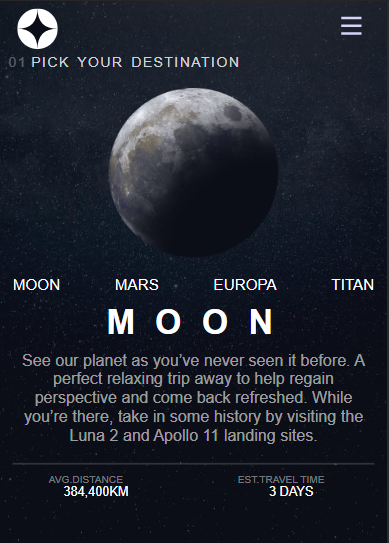 01 PICK YOUR DESTINATION
MOON MARS EUROPA TITAN
MOON
See our planet as you’ve never seen it before. A
perfect relaxing trip away to help regain
perspective and come back refreshed. While
you’re there, take in some history by visiting the
Luna 2 and Apollo 11 landing sites.
AVG.DISTANCE EST.TRAVEL TIME
384,400KM 3 DAYS